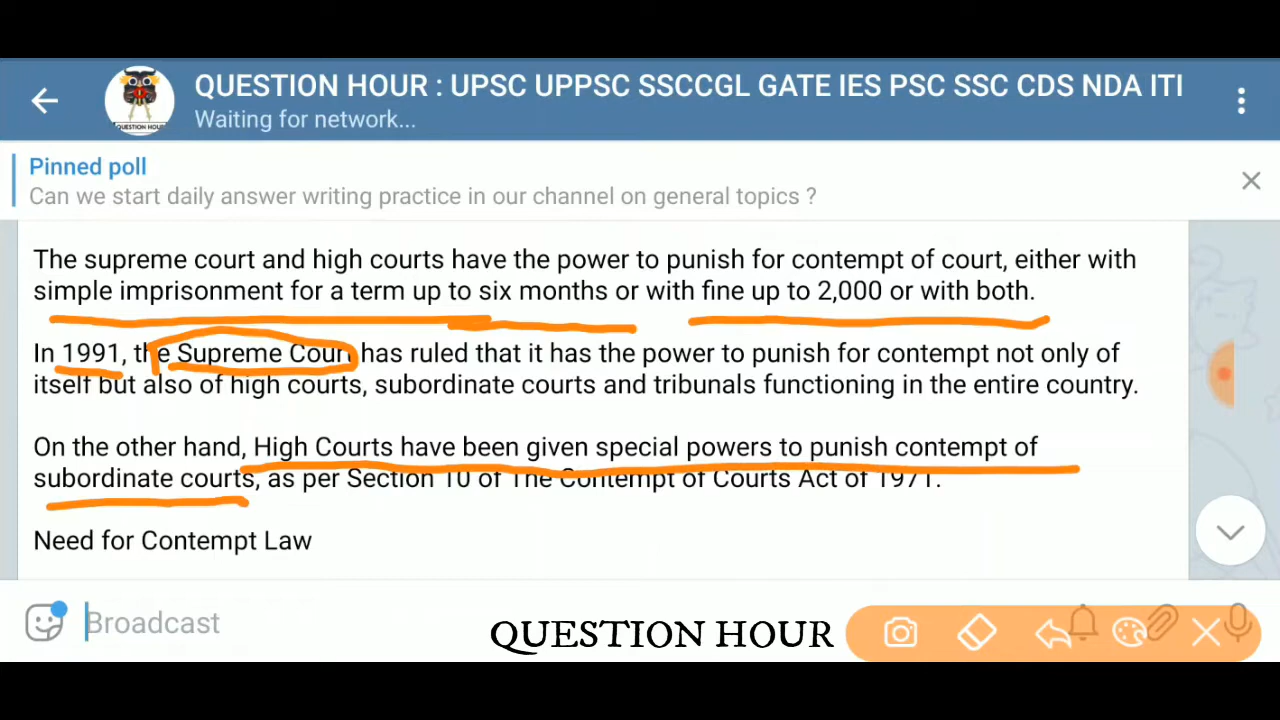 QUESTION HOUR : UPSC UPPSC SSCCGL GATE IES PSC SSC CDS NDA ITI
Waiting for network...
QUESTION HOUR
Pinned poll
Can we start daily answer writing practice in our channel on general topics ?
The supreme court and high courts have the power to punish for contempt of court, either with
simple imprisonment for a term up to six months or with fine up to 2,000 or with both.
In 1991, the Supreme Court has ruled that it has the power to punish for contempt not only of
itself but also of high courts, subordinate courts and tribunals functioning in the entire country.
On the other hand, High Courts have been given special powers to punish contempt of
subordinate courts, as per Section 10 of The Contempt of Courts Act of 1971.
Need for Contempt Law
Broadcast
QUESTION HOUR